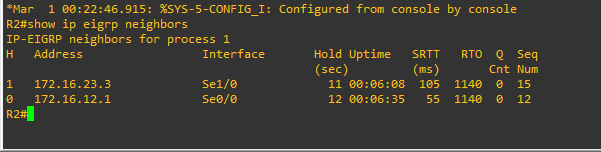 *Mar  1 00:22:46.915: %SYS-5-CONFIG_I: Configured from console by console
R2#show ip eigrp neighbors
IP-EIGRP neighbors for process 1
H   Address                 Interface       Hold Uptime   SRTT   RTO  Q  Seq
                                            (sec)         (ms)       Cnt Num
1   172.16.23.3             Se1/0             11 00:06:08  105  1140  0  15
0   172.16.12.1             Se0/0             12 00:06:35   55  1140  0  12
R2#